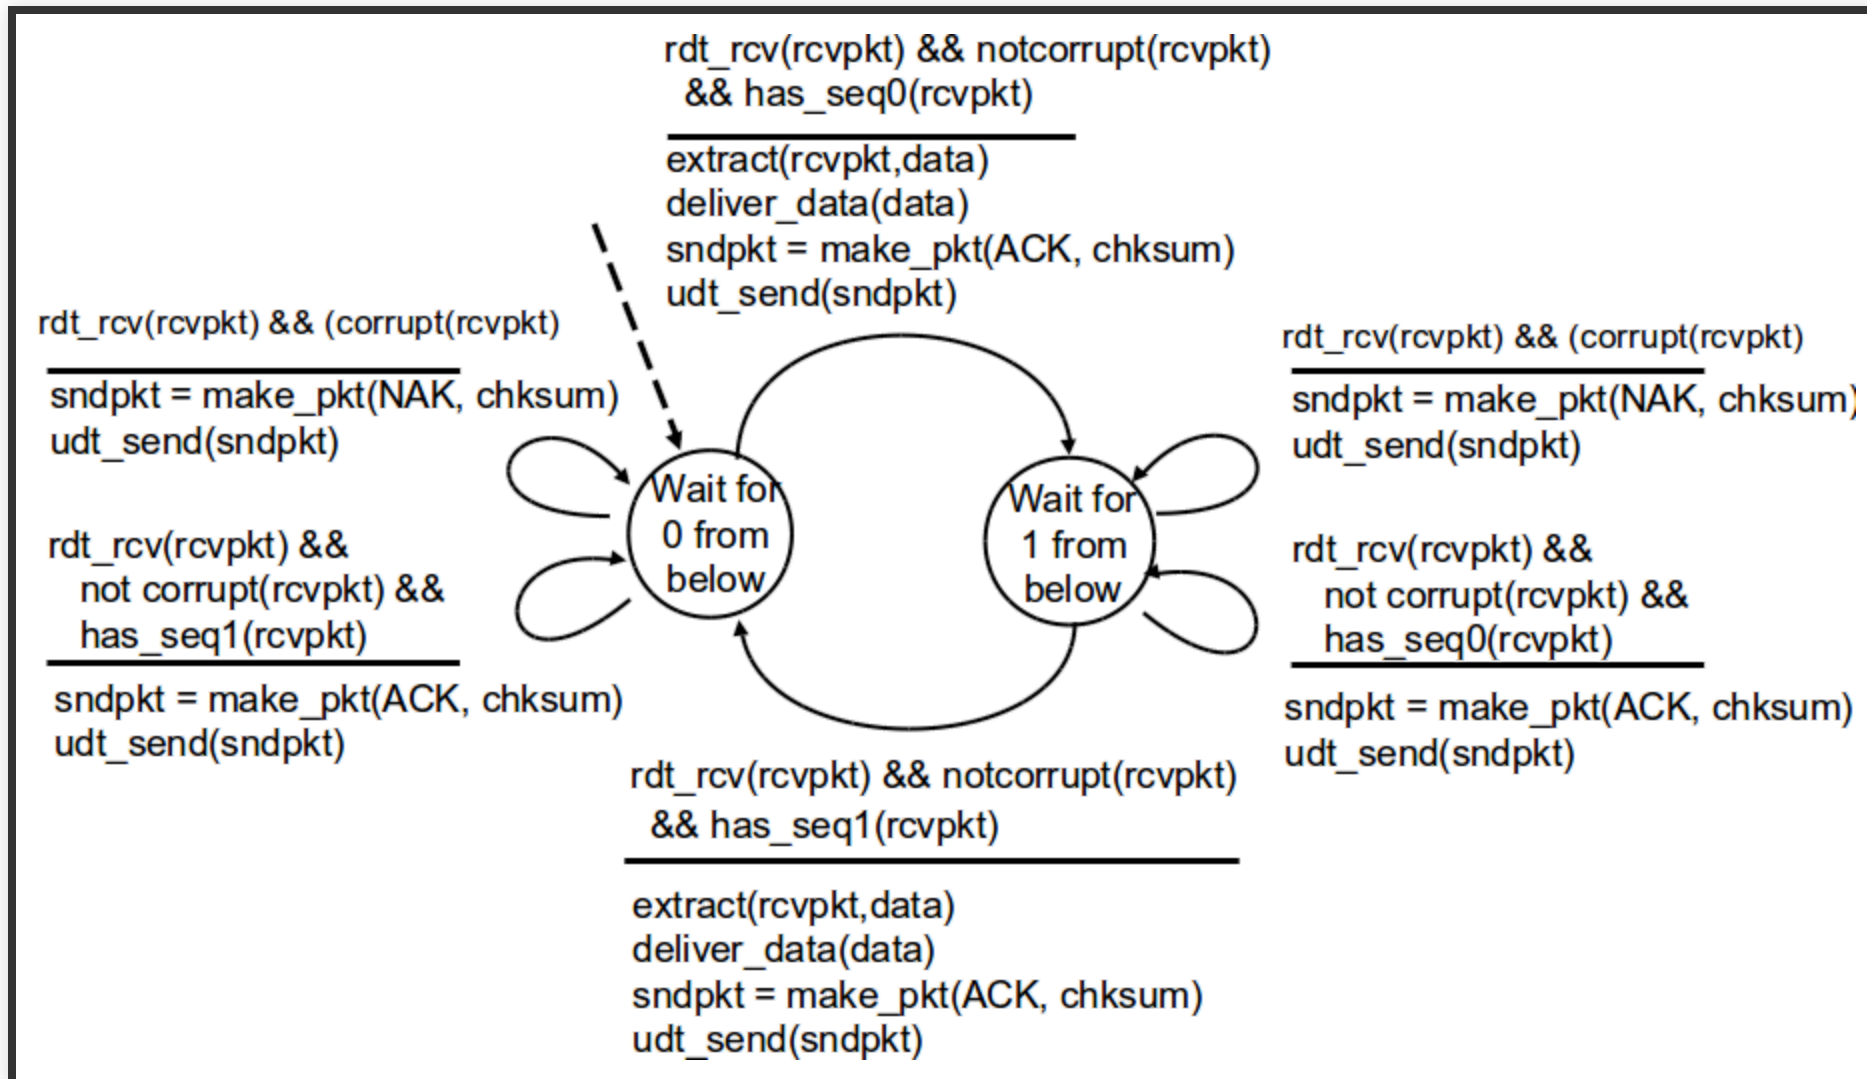 rdt_rcv(rcvpkt) && notcorrupt(rcvpkt)
&& has_seq0(rcvpkt)
extract(rcvpkt,data)
deliver_data(data)
sndpkt = make_pkt(ACK, chksum)
udt_send(sndpkt)
rdt_rcv(rcvpkt) && (corrupt(rcvpkt)
sndpkt = make_pkt(NAK, chksum)
udt_send(sndpkt)
rdt_rcv(rcvpkt) &&
not corrupt(rcvpkt) &&
has_seq1(rcvpkt)
sndpkt = make_pkt(ACK, chksum)
udt_send(sndpkt)
Wait for
0 from
below
Wait for
1 from
below
rdt_rcv(rcvpkt) && (corrupt(rcvpkt)
sndpkt = make_pkt(NAK, chksum)
udt_send(sndpkt)
rdt_rcv(rcvpkt) &&
not corrupt(rcvpkt) &&
has_seq0(rcvpkt)
sndpkt = make_pkt(ACK, chksum)
udt_send(sndpkt)
rdt_rcv(rcvpkt) && notcorrupt(rcvpkt)
&& has_seq1(rcvpkt)
extract(rcvpkt,data)
deliver_data(data)
sndpkt = make_pkt(ACK, chksum)
udt_send(sndpkt)